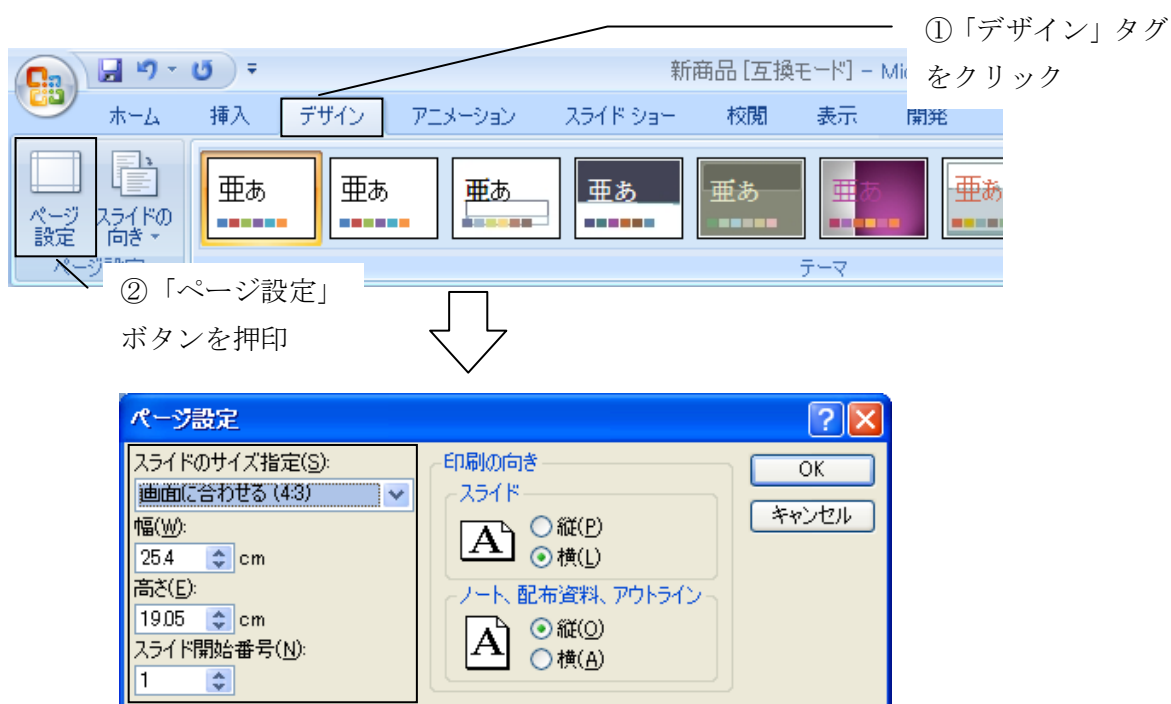 ①「デザイン」タグ
をクリック
新商品 [互換モード] – Mic
ホーム 挿入 デザイン アニメーション スライド ショー 校閲 表示 開発
亜あ 亜あ 亜あ 亜あ 亜あ 亜あ 亜あ
ページ設定 スライドの向き
テーマ
②「ページ設定」
ボタンを押印
ページ設定
スライドのサイズ指定(S):
画面に合わせる (4:3)
幅(W):
25.4 cm
高さ(E):
19.05 cm
スライド開始番号(N):
1
印刷の向き
スライド
A
縦(P)
横(L)
ノート、配布資料、アウトライン
A
縦(O)
横(A)
OK
キャンセル